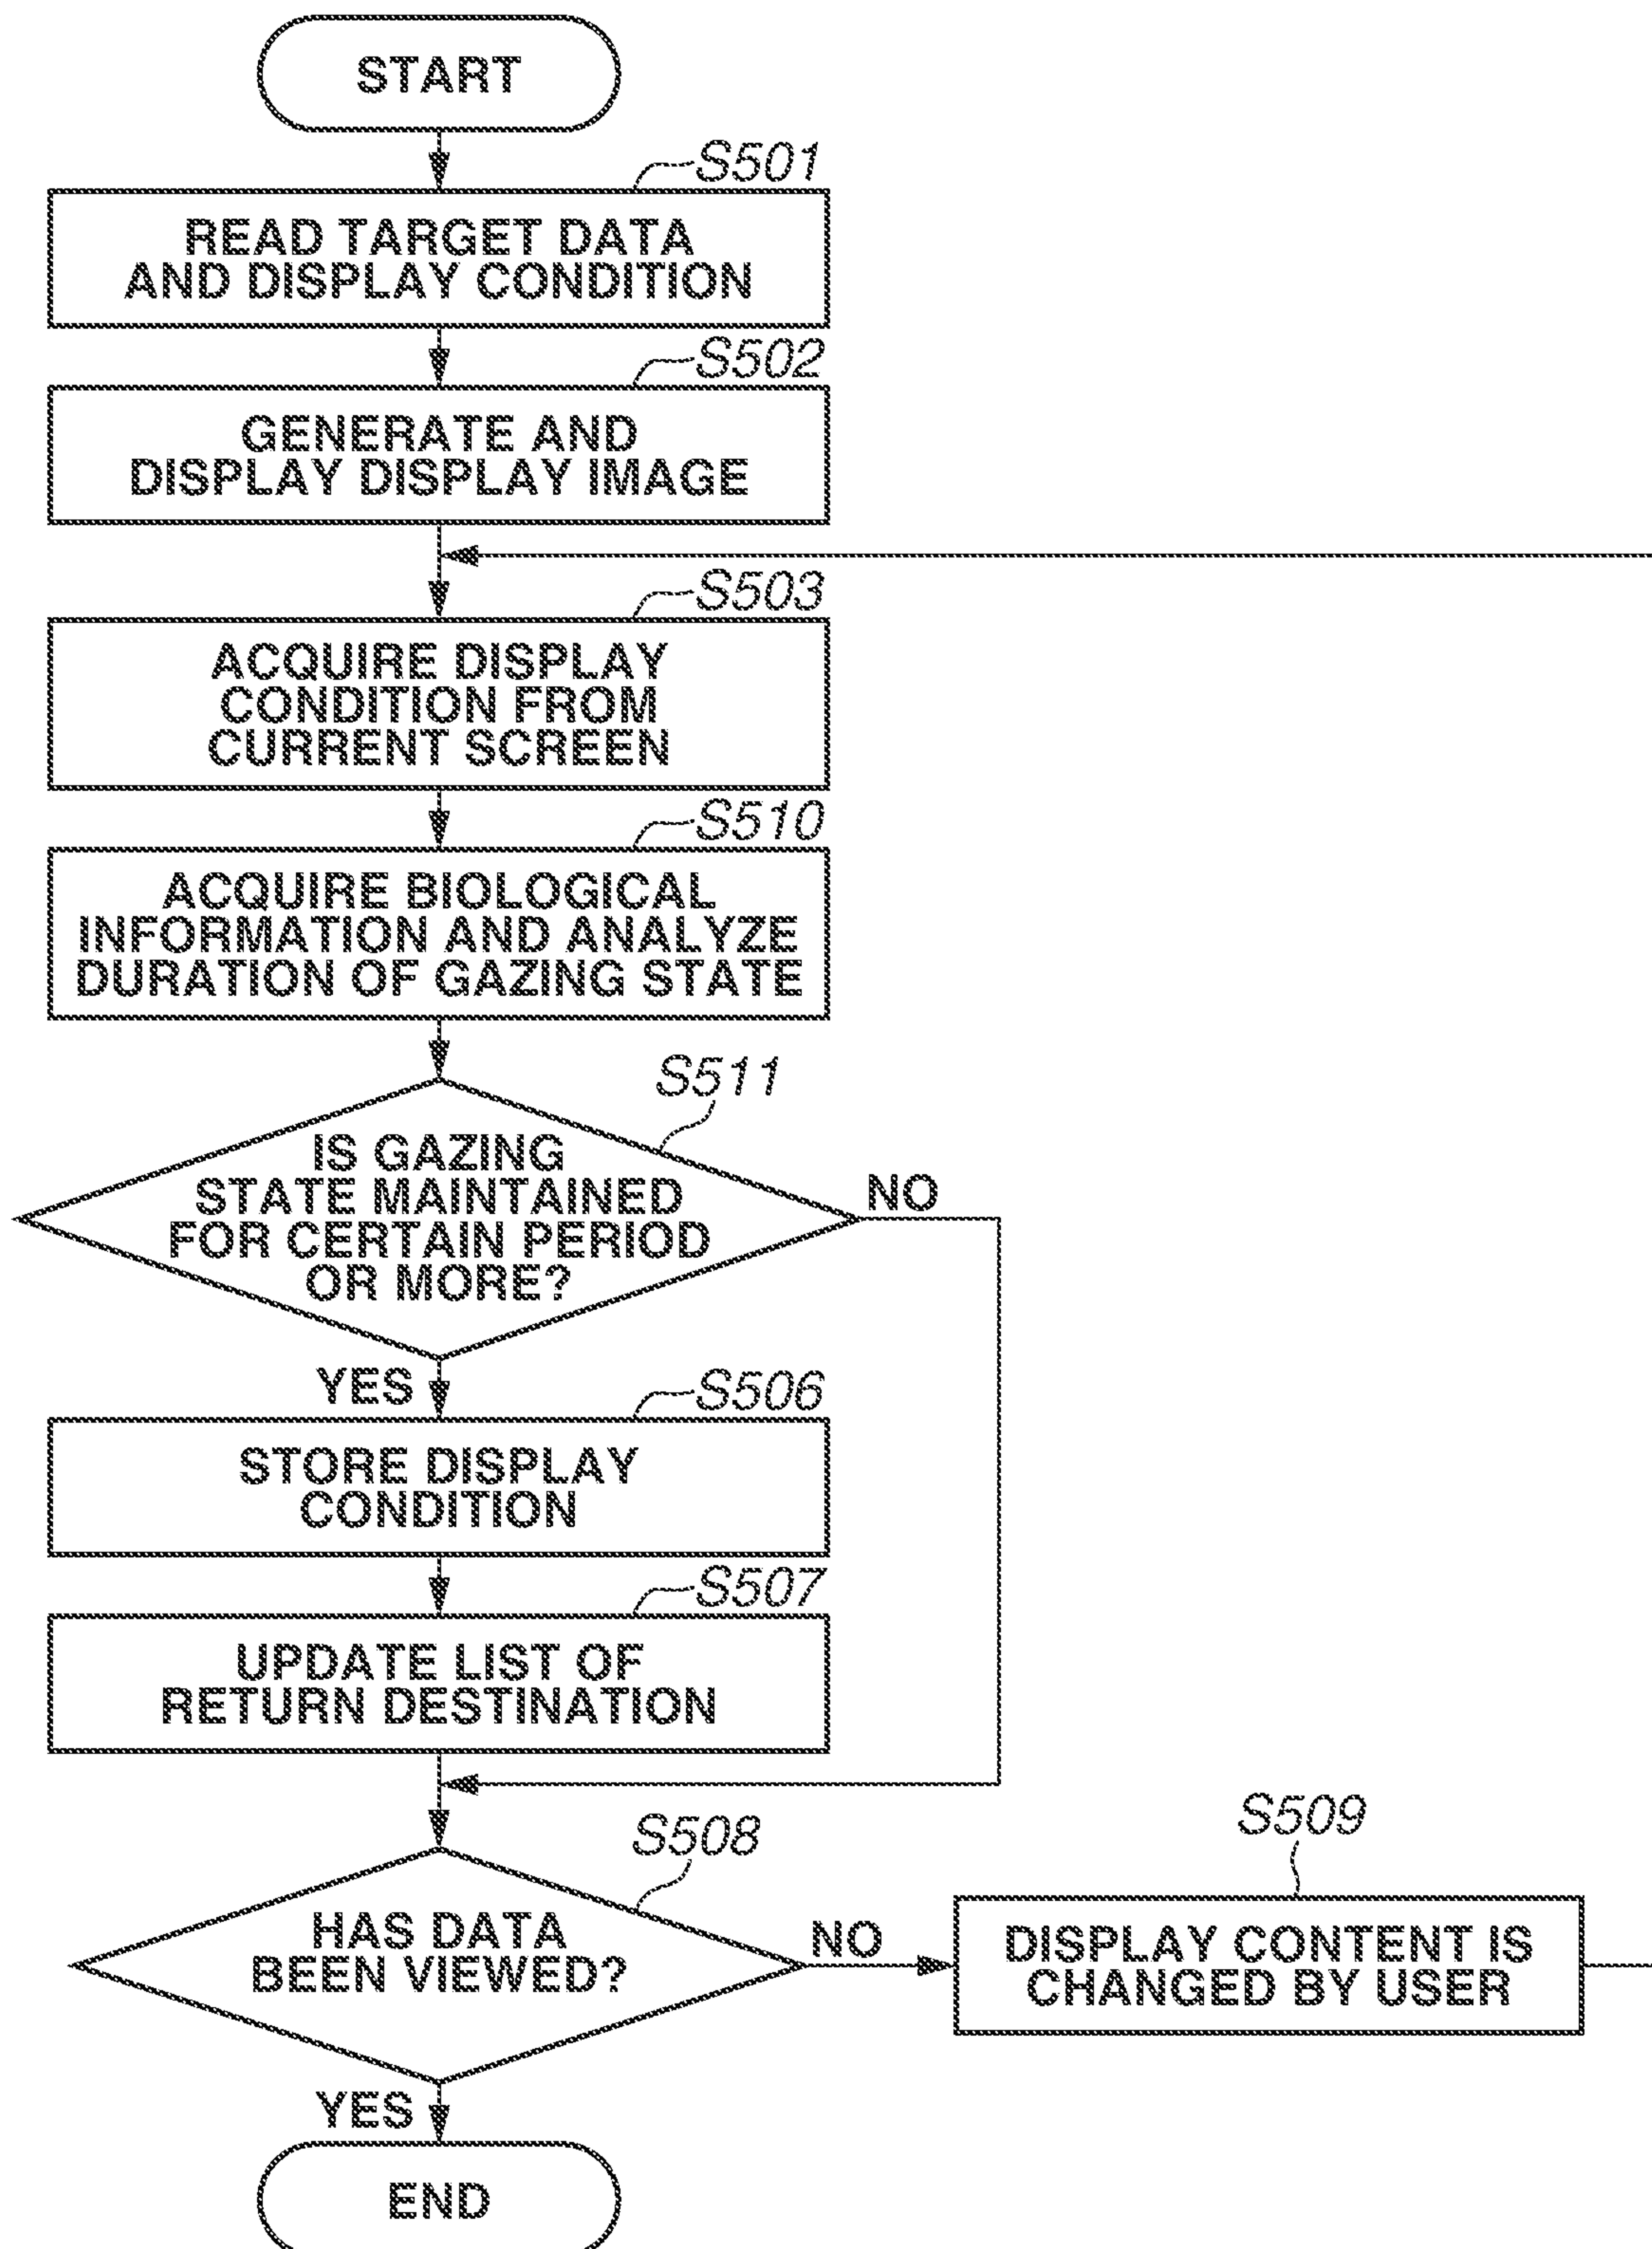 START
S501
READ TARGET DATA
AND DISPLAY CONDITION
S502
GENERATE AND
DISPLAY DISPLAY IMAGE
S503
ACQUIRE DISPLAY
CONDITION FROM
CURRENT SCREEN
S510
ACQUIRE BIOLOGICAL
INFORMATION AND ANALYZE
DURATION OF GAZING STATE
S511
IS GAZING
STATE MAINTAINED
FOR CERTAIN PERIOD
OR MORE?
NO
YES
S506
STORE DISPLAY
CONDITION
S507
UPDATE LIST OF
RETURN DESTINATION
S508
HAS DATA
BEEN VIEWED?
NO
S509
DISPLAY CONTENT IS
CHANGED BY USER
YES
END